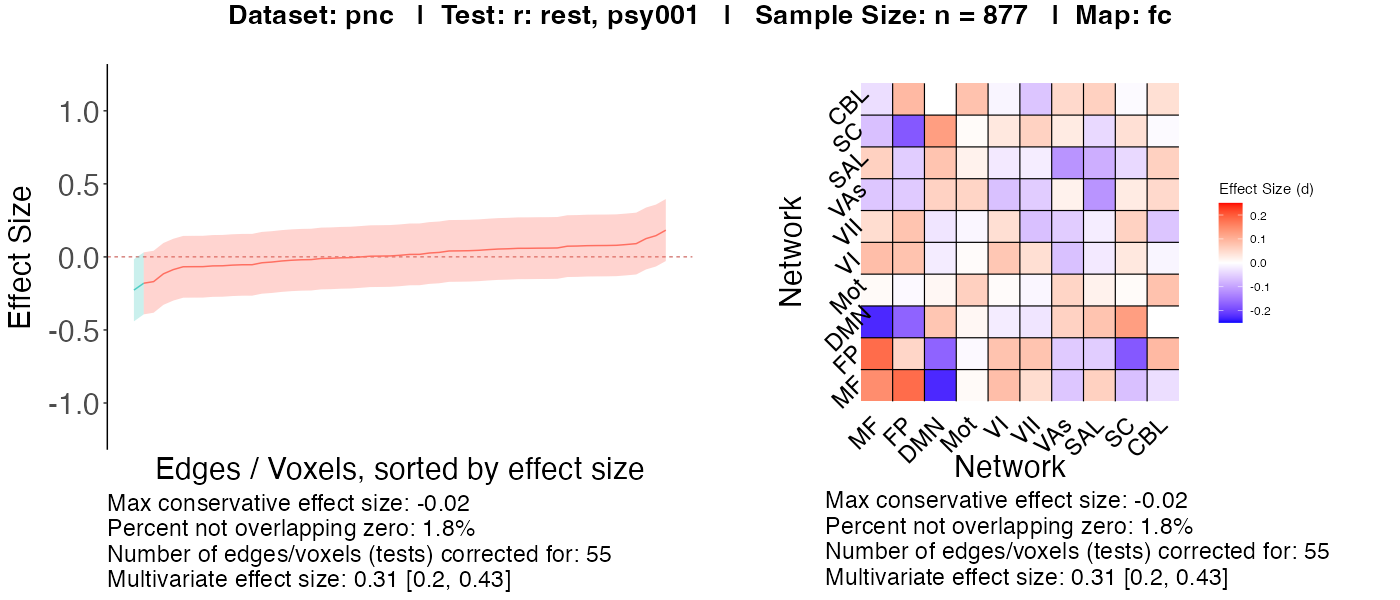 Dataset: pnc | Test: r: rest, psy001 | Sample Size: n = 877 | Map: fc
Effect Size
1.0
0.5
0.0
-0.5
-1.0
Edges / Voxels, sorted by effect size
Max conservative effect size: -0.02
Percent not overlapping zero: 1.8%
Number of edges/voxels (tests) corrected for: 55
Multivariate effect size: 0.31 [0.2, 0.43]
Network
CBL
SC
SAL
VAs
VII
VI
Mot
DMN
FP
MF
MF FP DMN Mot VI VII VAs SAL SC CBL
Network
Effect Size (d)
0.2
0.1
0.0
-0.1
-0.2
Max conservative effect size: -0.02
Percent not overlapping zero: 1.8%
Number of edges/voxels (tests) corrected for: 55
Multivariate effect size: 0.31 [0.2, 0.43]